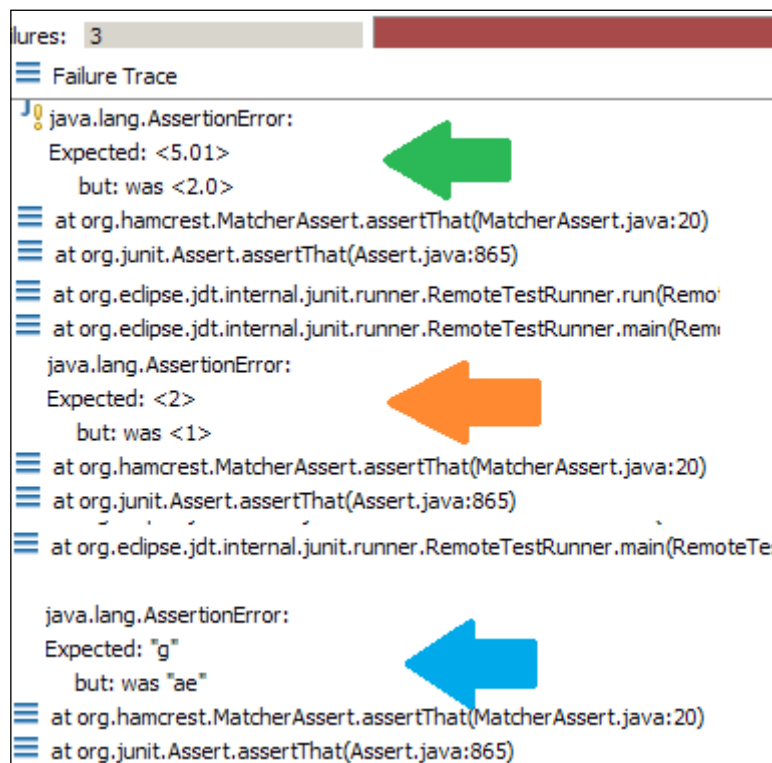 ilures: 3
Failure Trace
java.lang.AssertionError:
Expected: <5.01>
but: was <2.0>
at org.hamcrest.MatcherAssert.assertThat(MatcherAssert.java:20)
at org.junit.Assert.assertThat(Assert.java:865)
at org.eclipse.jdt.internal.junit.runner.RemoteTestRunner.run(Remo
at org.eclipse.jdt.internal.junit.runner.RemoteTestRunner.main(Rem
java.lang.AssertionError:
Expected: <2>
but: was <1>
at org.hamcrest.MatcherAssert.assertThat(MatcherAssert.java:20)
at org.junit.Assert.assertThat(Assert.java:865)
at org.eclipse.jdt.internal.junit.runner.RemoteTestRunner.main(RemoteTe
java.lang.AssertionError:
Expected: "g"
but: was "ae"
at org.hamcrest.MatcherAssert.assertThat(MatcherAssert.java:20)
at org.junit.Assert.assertThat(Assert.java:865)